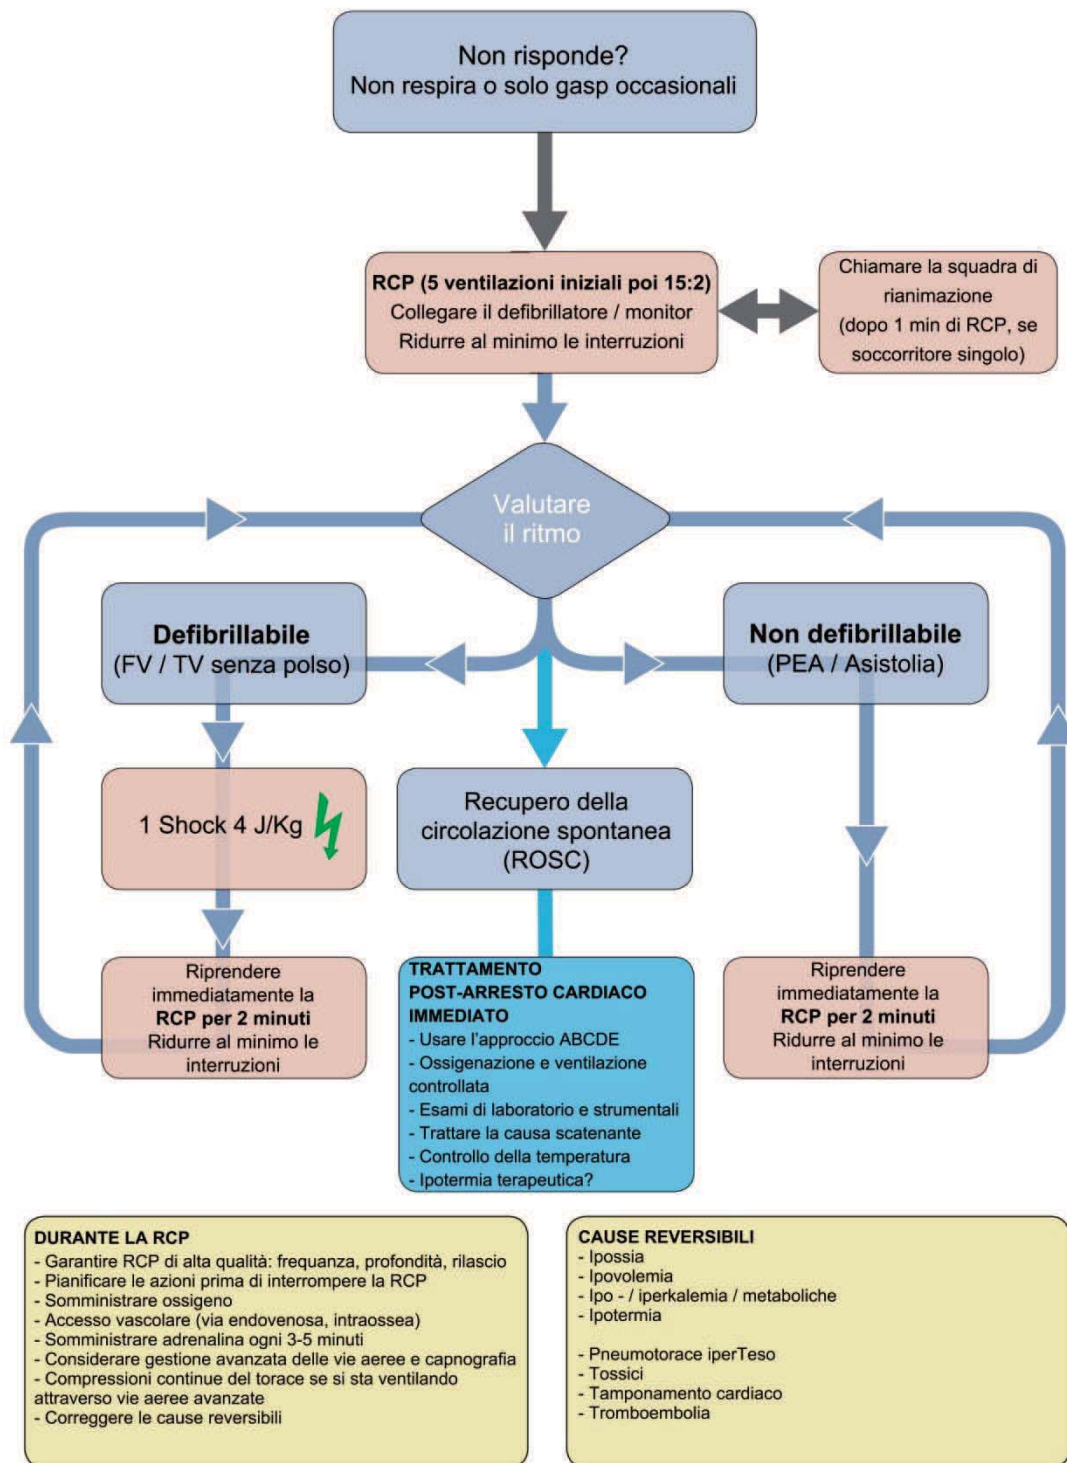 Non risponde?
Non respira o solo gasp occasionali
RCP (5 ventilazioni iniziali poi 15:2)
Collegare il defibrillatore / monitor
Ridurre al minimo le interruzioni
Chiamare la squadra di
rianimazione
(dopo 1 min di RCP, se
soccorritore singolo)
Valutare
il ritmo
Defibrillabile
(FV / TV senza polso)
Non defibrillabile
(PEA / Asistolia)
1 Shock 4 J/Kg
Recupero della
circolazione spontanea
(ROSC)
Riprendere
immediatamente la
RCP per 2 minuti
Ridurre al minimo le
interruzioni
TRATTAMENTO
POST-ARRESTO CARDIACO
IMMEDIATO
- Usare l'approccio ABCDE
- Ossigenazione e ventilazione
controllata
- Esami di laboratorio e strumentali
- Trattare la causa scatenante
- Controllo della temperatura
- Ipotermia terapeutica?
Riprendere
immediatamente la
RCP per 2 minuti
Ridurre al minimo le
interruzioni
DURANTE LA RCP
- Garantire RCP di alta qualità: frequanza, profondità, rilascio
- Pianificare le azioni prima di interrompere la RCP
- Somministrare ossigeno
- Accesso vascolare (via endovenosa, intraossea)
- Somministrare adrenalina ogni 3-5 minuti
- Considerare gestione avanzata delle vie aeree e capnografia
- Compressioni continue del torace se si sta ventilando
attraverso vie aeree avanzate
- Correggere le cause reversibili
CAUSE REVERSIBILI
- Ipossia
- Ipovolemia
- Ipo - / iperkalemia / metaboliche
- Ipotermia
- Pneumotorace iperTeso
- Tossici
- Tamponamento cardiaco
- Tromboembolia